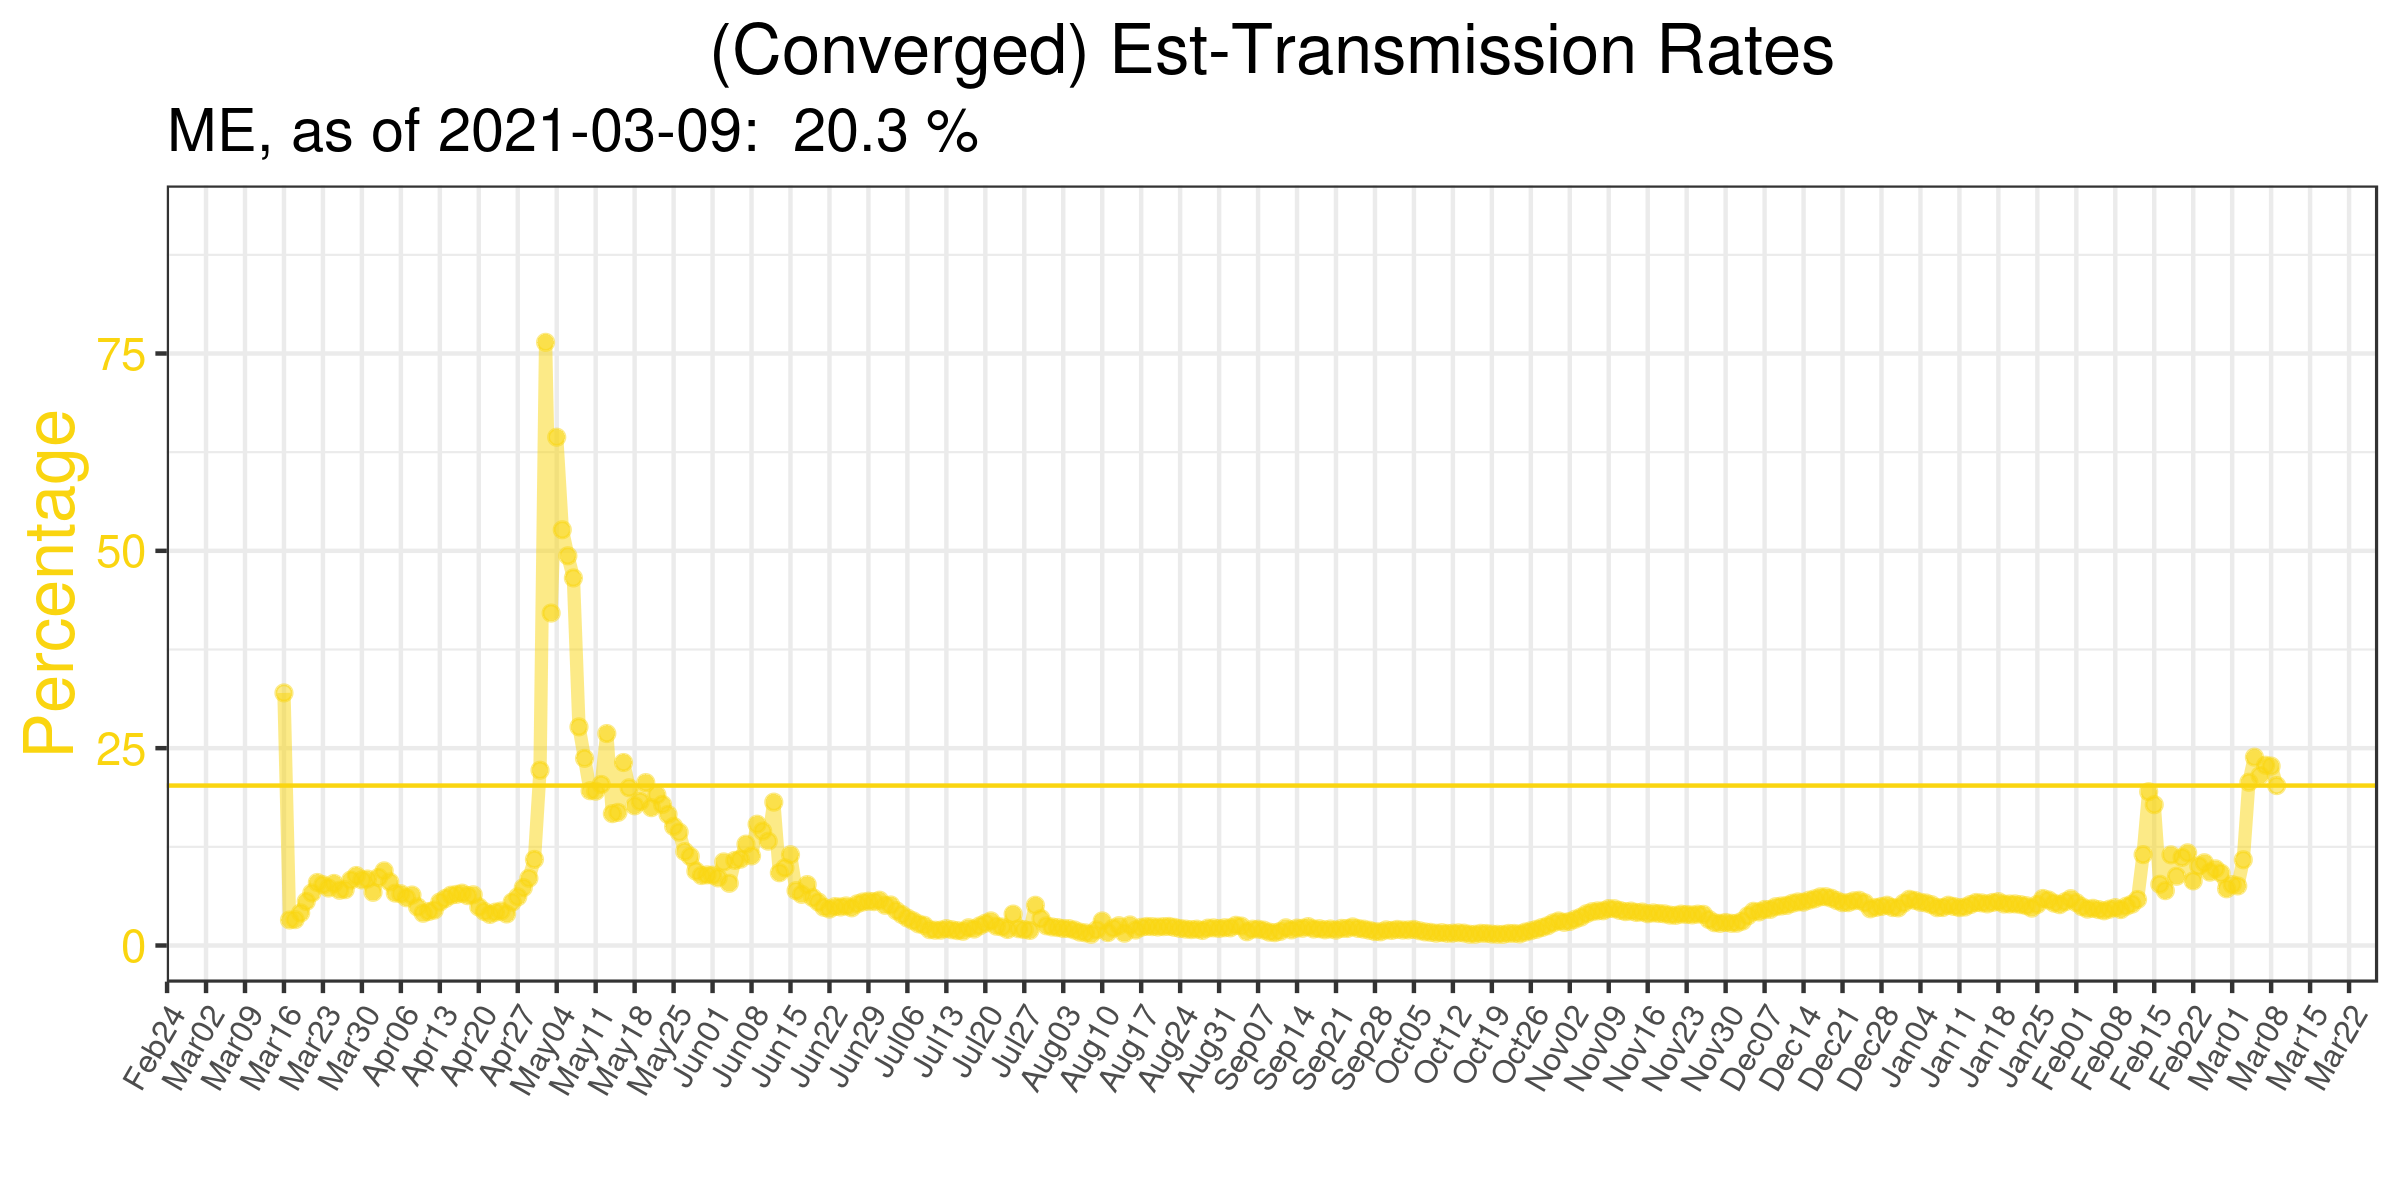 (Converged) Est-Transmission Rates
ME, as of 2021-03-09:  20.3 %
Percentage
75
50
25
0
Feb24
Mar02
Mar09
Mar16
Mar23
Mar30
Apr06
Apr13
Apr20
Apr27
May04
May11
May18
May25
Jun01
Jun08
Jun15
Jun22
Jun29
Jul06
Jul13
Jul20
Jul27
Aug03
Aug10
Aug17
Aug24
Aug31
Sep07
Sep14
Sep21
Sep28
Oct05
Oct12
Oct19
Oct26
Nov02
Nov09
Nov16
Nov23
Nov30
Dec07
Dec14
Dec21
Dec28
Jan04
Jan11
Jan18
Jan25
Feb01
Feb08
Feb15
Feb22
Mar01
Mar08
Mar15
Mar22